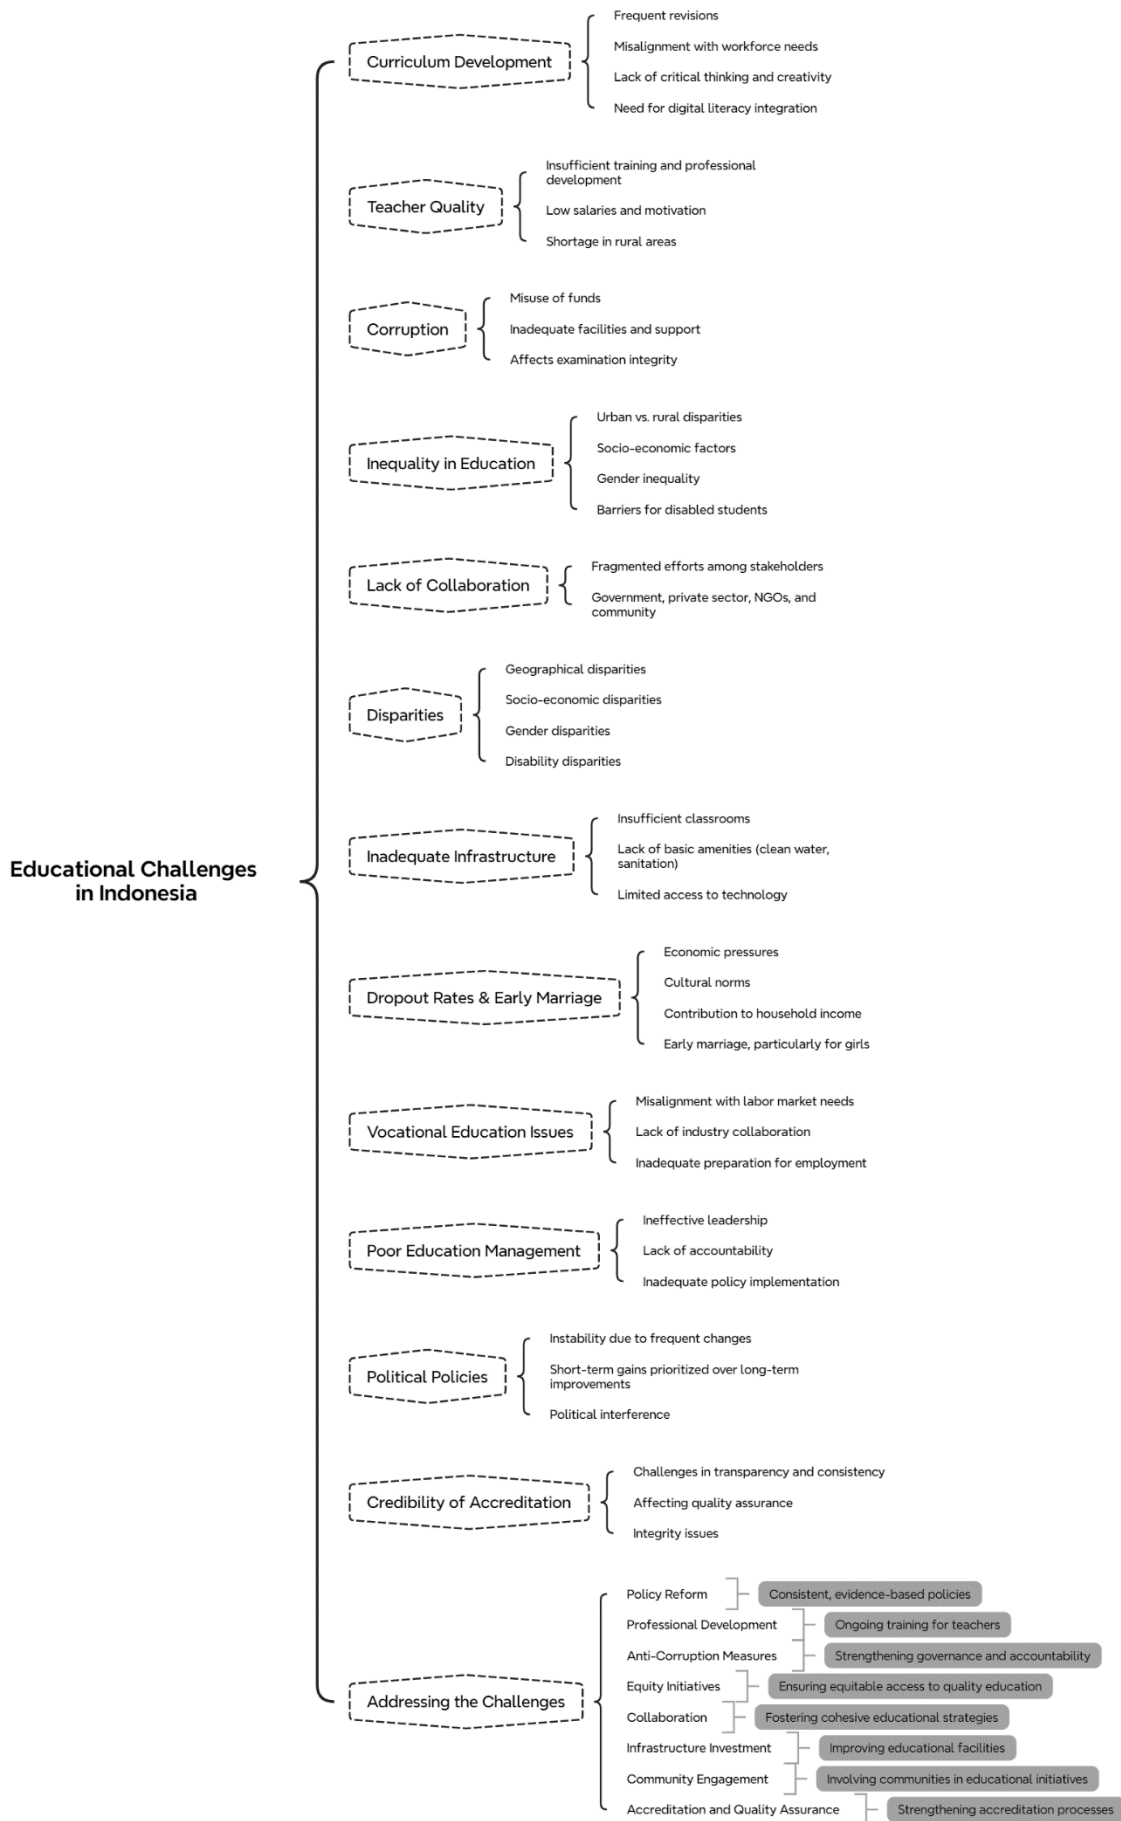 Educational Challenges
in Indonesia
Curriculum Development
Frequent revisions
Misalignment with workforce needs
Lack of critical thinking and creativity
Need for digital literacy integration
Teacher Quality
Insufficient training and professional
development
Low salaries and motivation
Shortage in rural areas
Corruption
Misuse of funds
Inadequate facilities and support
Affects examination integrity
Inequality in Education
Urban vs. rural disparities
Socio-economic factors
Gender inequality
Barriers for disabled students
Lack of Collaboration
Fragmented efforts among stakeholders
Government, private sector, NGOs, and
community
Disparities
Geographical disparities
Socio-economic disparities
Gender disparities
Disability disparities
Inadequate Infrastructure
Insufficient classrooms
Lack of basic amenities (clean water,
sanitation)
Limited access to technology
Dropout Rates & Early Marriage
Economic pressures
Cultural norms
Contribution to household income
Early marriage, particularly for girls
Vocational Education Issues
Misalignment with labor market needs
Lack of industry collaboration
Inadequate preparation for employment
Poor Education Management
Ineffective leadership
Lack of accountability
Inadequate policy implementation
Political Policies
Instability due to frequent changes
Short-term gains prioritized over long-term
improvements
Political interference
Credibility of Accreditation
Challenges in transparency and consistency
Affecting quality assurance
Integrity issues
Addressing the Challenges
Policy Reform
Consistent, evidence-based policies
Professional Development
Ongoing training for teachers
Anti-Corruption Measures
Strengthening governance and accountability
Equity Initiatives
Ensuring equitable access to quality education
Collaboration
Fostering cohesive educational strategies
Infrastructure Investment
Improving educational facilities
Community Engagement
Involving communities in educational initiatives
Accreditation and Quality Assurance
Strengthening accreditation processes